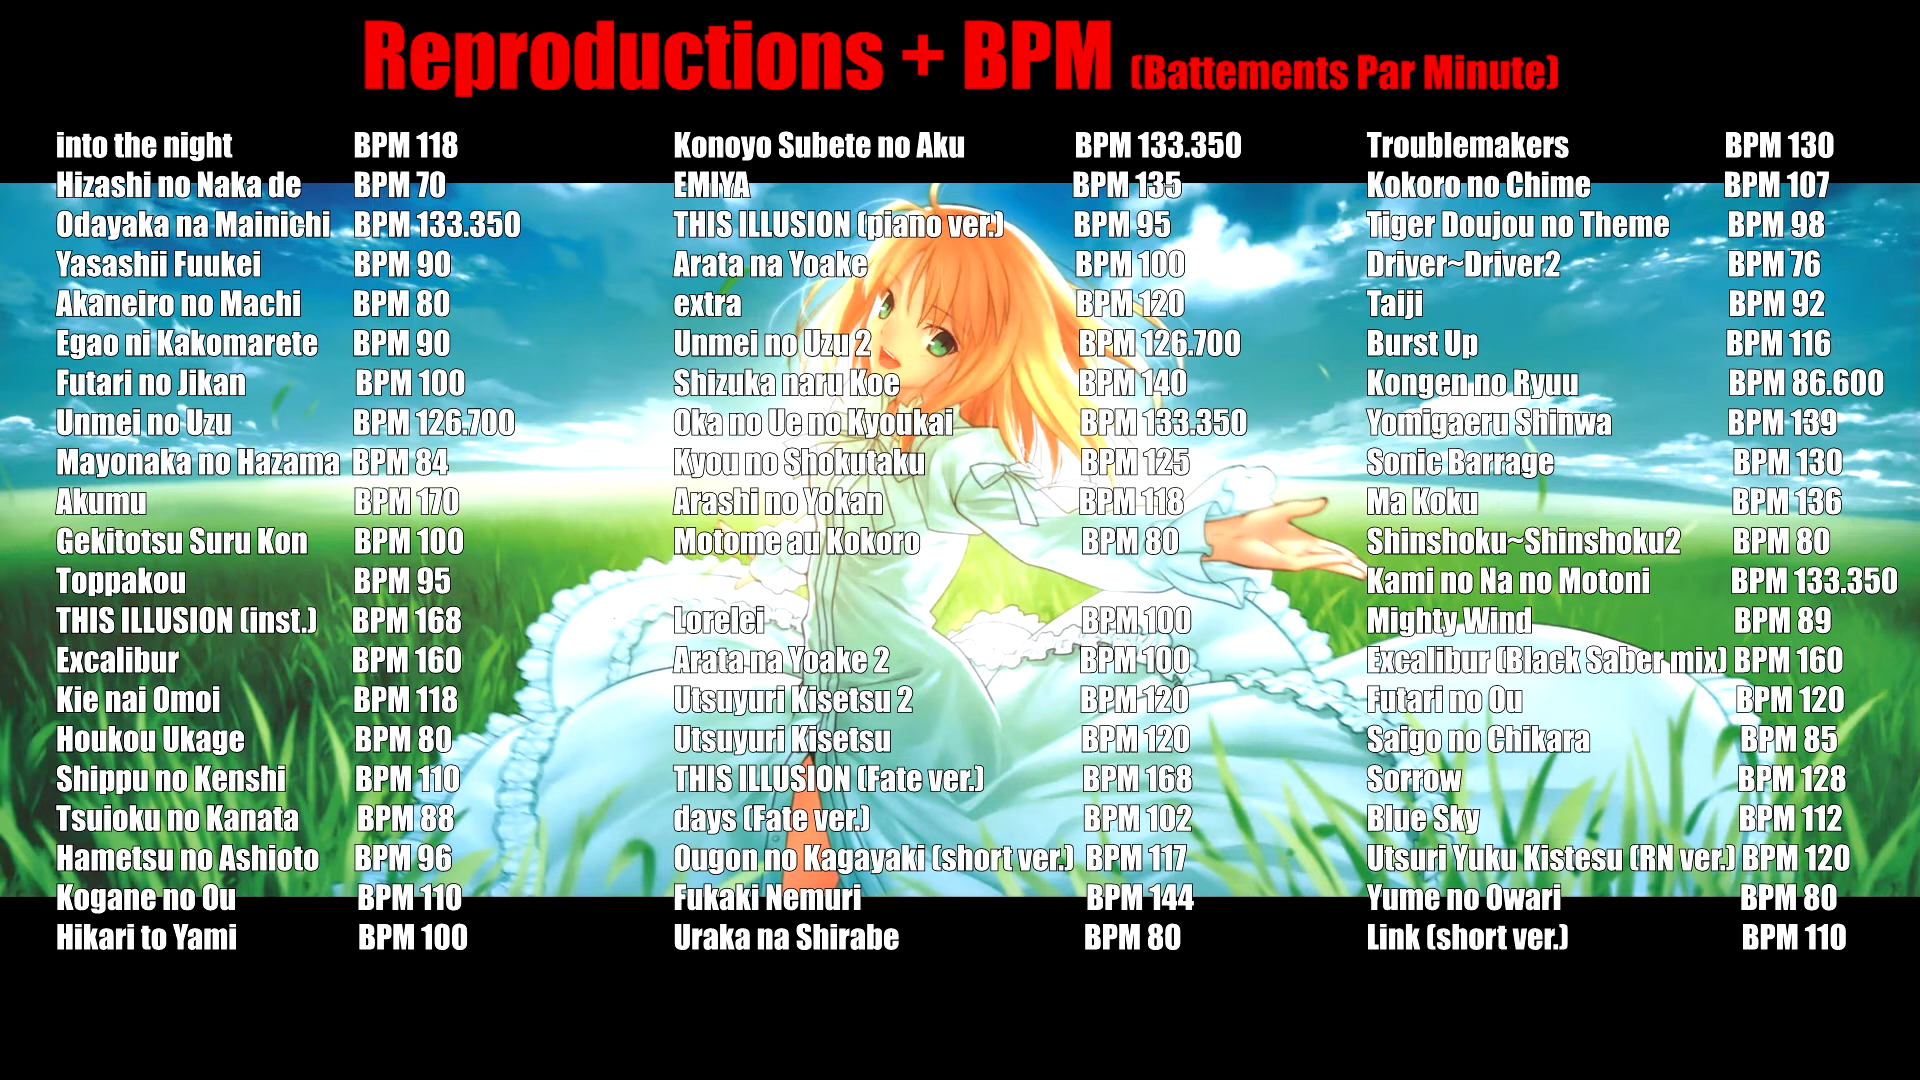 Reproductions + BPM (Battements Par Minute)
into the night BPM 118
Hizashi no Naka de BPM 70
Odayaka na Mainichi BPM 133.350
Yasashii Fuukei BPM 90
Akaneiro no Machi BPM 80
Egao ni Kakomarete BPM 90
Futari no Jikan BPM 100
Unmei no Uzu BPM 126.700
Mayonaka no Hazama BPM 84
Akumu BPM 170
Gekitotsu Suru Kon BPM 100
Toppakou BPM 95
THIS ILLUSION (inst.) BPM 168
Excalibur BPM 160
Kie nai Omoi BPM 118
Houkou Ukage BPM 80
Shippu no Kenshi BPM 110
Tsuioku no Kanata BPM 88
Hametsu no Ashioto BPM 96
Kogane no Ou BPM 110
Hikari to Yami BPM 100
Konoyo Subete no Aku BPM 133.350
EMIYA BPM 135
THIS ILLUSION (piano ver.) BPM 95
Arata na Yoake BPM 100
extra BPM 120
Unmei no Uzu 2 BPM 126.700
Shizuka naru Koe BPM 140
Oka no Ue no Kyoukai BPM 133.350
Kyou no Shokutaku BPM 125
Arashi no Yokan BPM 118
Motome au Kokoro BPM 80
Lorelei BPM 100
Arata na Yoake 2 BPM 100
Utsuyuri Kisetsu 2 BPM 120
Utsuyuri Kisetsu BPM 120
THIS ILLUSION (Fate ver.) BPM 168
days (Fate ver.) BPM 102
Ougon no Kagayaki (short ver.) BPM 117
Fukaki Nemuri BPM 144
Uraka na Shirabe BPM 80
Troublemakers BPM 130
Kokoro no Chime BPM 107
Tiger Doujou no Theme BPM 98
Driver~Driver2 BPM 76
Taiji BPM 92
Burst Up BPM 116
Kongen no Ryuu BPM 86.600
Yomigaeru Shinwa BPM 139
Sonic Barrage BPM 130
Ma Koku BPM 136
Shinshoku~Shinshoku2 BPM 80
Kami no Na no Motoni BPM 133.350
Mighty Wind BPM 89
Excalibur (Black Saber mix) BPM 160
Futari no Ou BPM 120
Saigo no Chikara BPM 85
Sorrow BPM 128
Blue Sky BPM 112
Utsuri Yuku Kistesu (RN ver.) BPM 120
Yume no Owari BPM 80
Link (short ver.) BPM 110